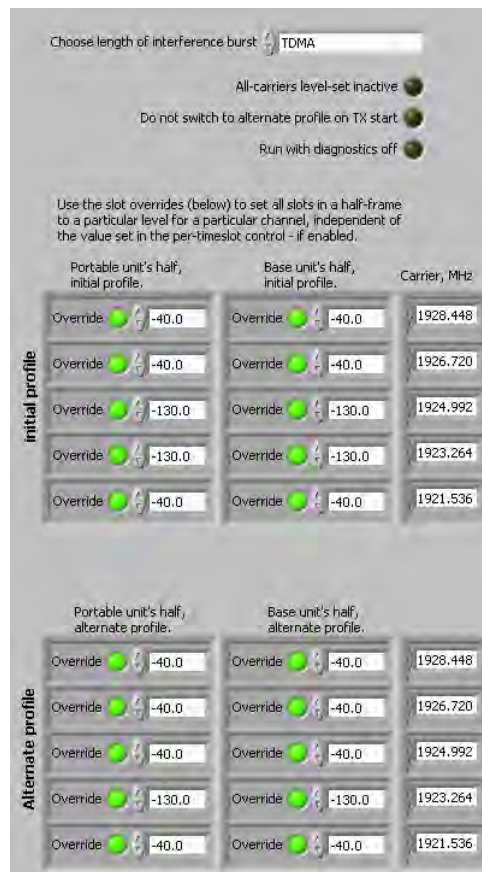 Choose length of interference burst TDMA
All-carriers level-set inactive
Do not switch to alternate profile on TX start
Run with diagnostics off
Use the slot overrides (below) to set all slots in a half-frame
to a particular level for a particular channel, independent of
the value set in the per-timeslot control - if enabled.
Portable unit's half,
initial profile.
Base unit's half,
initial profile.
Carrier, MHz
initial profile
Override -40.0 Override -40.0 1928.448
Override -40.0 Override -40.0 1926.720
Override -130.0 Override -130.0 1924.992
Override -130.0 Override -130.0 1923.264
Override -40.0 Override -40.0 1921.536
Portable unit's half,
alternate profile.
Base unit's half,
alternate profile.
Alternate profile
Override -40.0 Override -40.0 1928.448
Override -40.0 Override -40.0 1926.720
Override -40.0 Override -40.0 1924.992
Override -130.0 Override -130.0 1923.264
Override -40.0 Override -40.0 1921.536